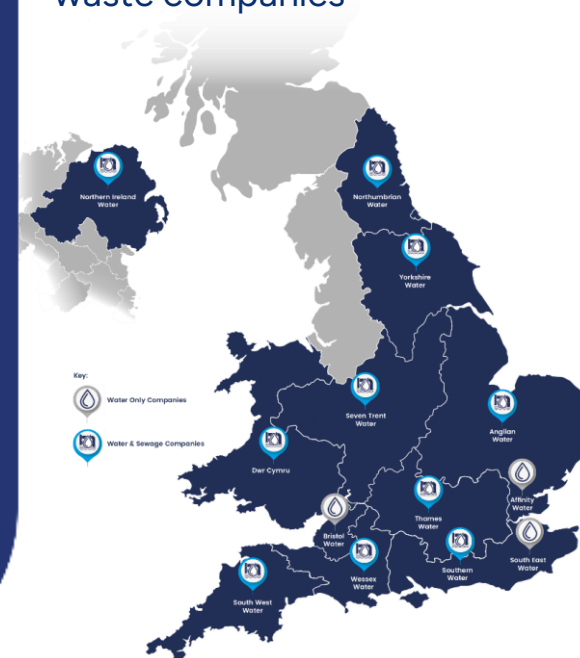 waste companies
Northern Ireland
Water
Northumbrian
Water
Yorkshire
Water
Key:
Water Only Companies
Water & Sewage Companies
Seven Trent
Water
Anglian
Water
Der Cymru
Affinity
Water
Thames
Water
Bristol
Water
South East
Water
Southern
Water
Wessex
Water
South West
Water